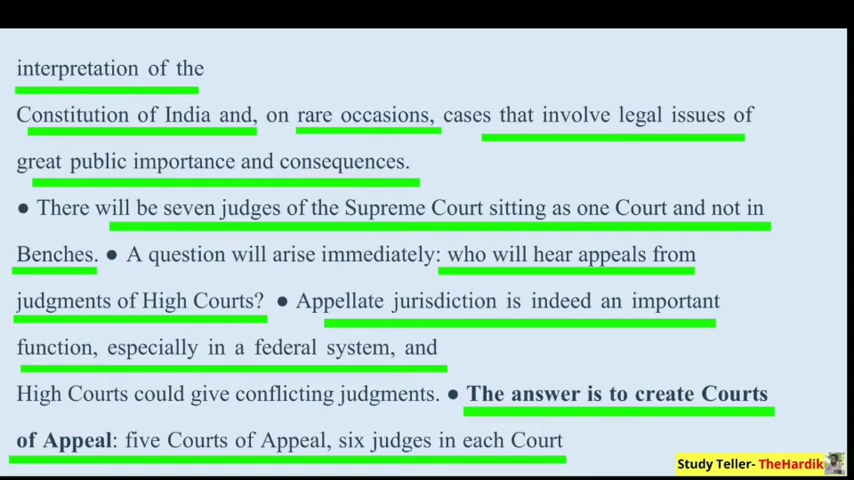 interpretation of the
Constitution of India and, on rare occasions, cases that involve legal issues of
great public importance and consequences.
● There will be seven judges of the Supreme Court sitting as one Court and not in
Benches. ● A question will arise immediately: who will hear appeals from
judgments of High Courts? ● Appellate jurisdiction is indeed an important
function, especially in a federal system, and
High Courts could give conflicting judgments. ● The answer is to create Courts
of Appeal: five Courts of Appeal, six judges in each Court
Study Teller- TheHardik